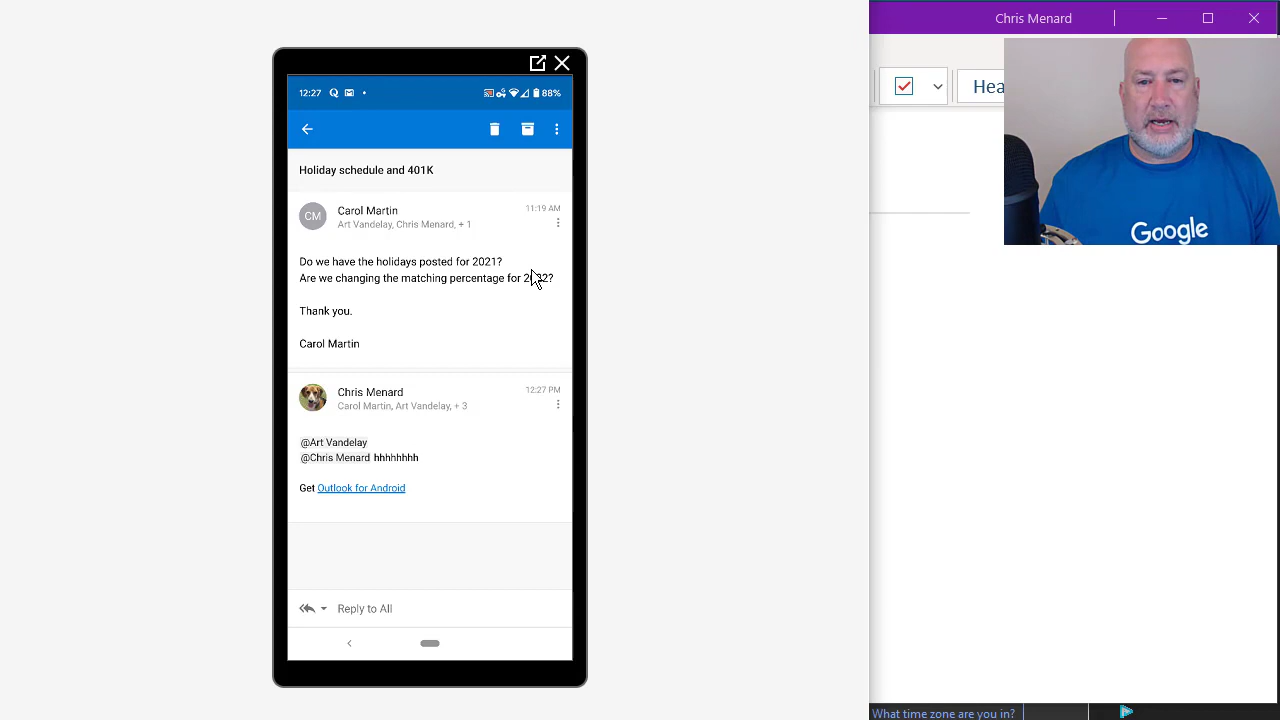 Chris Menard
Hea
12:27
88%
Holiday schedule and 401K
CM
Carol Martin
11:19 AM
Art Vandelay, Chris Menard, + 1
Do we have the holidays posted for 2021?
Are we changing the matching percentage for 2022?
Thank you.
Carol Martin
Chris Menard
12:27 PM
Carol Martin, Art Vandelay, + 3
@Art Vandelay
@Chris Menard hhhhhhhh
Get Outlook for Android
Reply to All
Google
What time zone are you in?